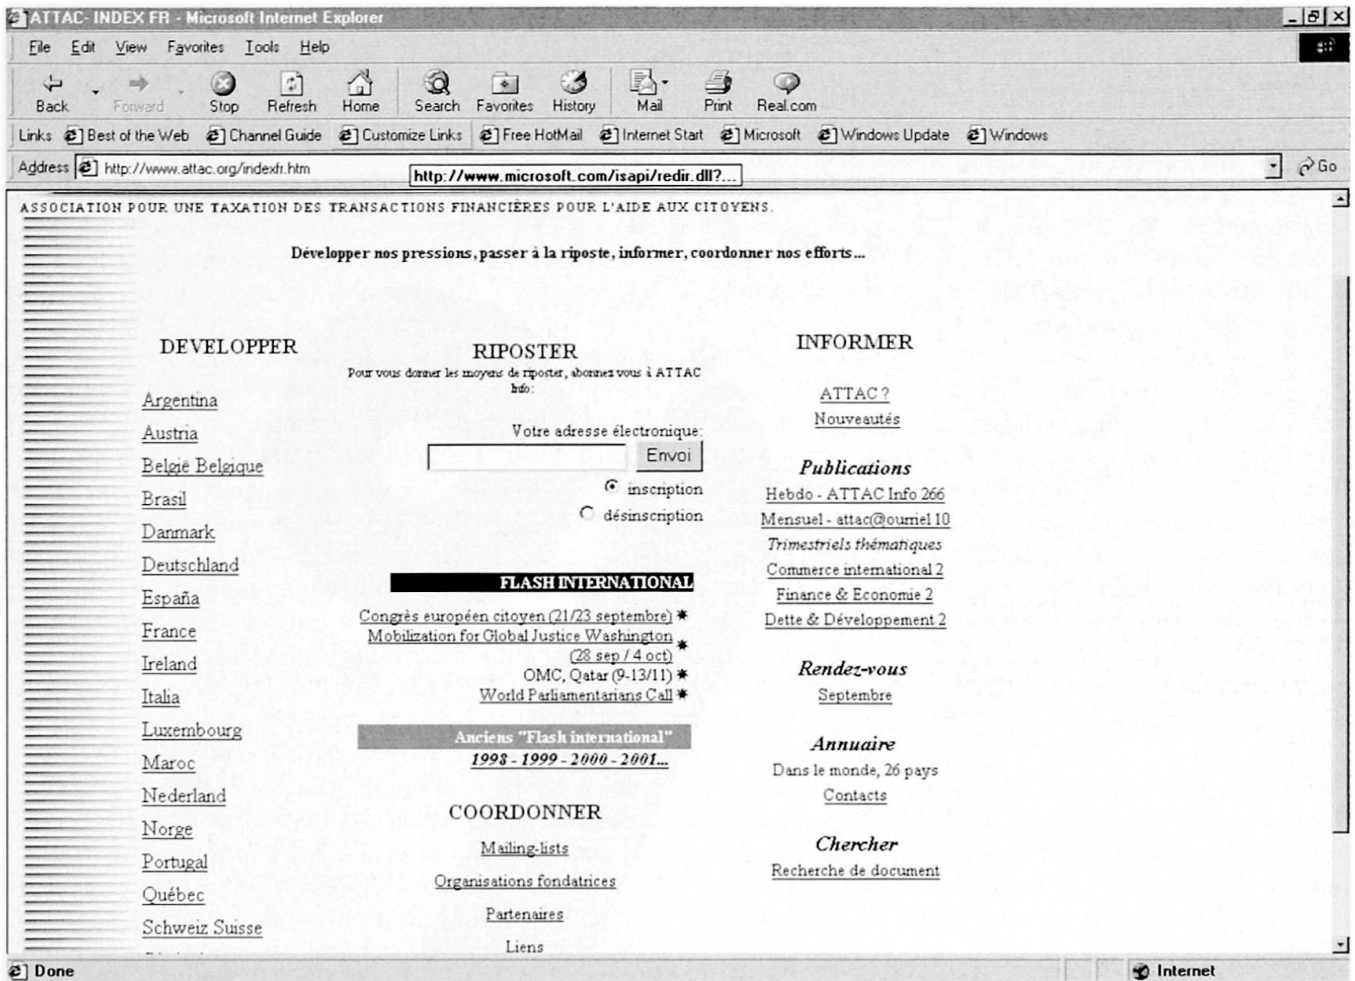 ATTAC- INDEX FR - Microsoft Internet Explorer
File Edit View Favorites Tools Help
Back Forward Stop Refresh Home Search Favorites History Mail Print Real.com
Links Best of the Web Channel Guide Customize Links Free HotMail Internet Start Microsoft Windows Update Windows
Address http://www.attac.org/indexfr.htm Go
http://www.microsoft.com/isapi/redir.dll?...
ASSOCIATION POUR UNE TAXATION DES TRANSACTIONS FINANCIÈRES POUR L'AIDE AUX CITOYENS.
Développer nos pressions, passer à la riposte, informer, coordonner nos efforts...
DEVELOPPER
Argentina
Austria
België Belgique
Brasil
Danmark
Deutschland
España
France
Ireland
Italia
Luxembourg
Maroc
Nederland
Norge
Portugal
Québec
Schweiz Suisse
RIPOSTER
Pour vous donner les moyens de riposter, abonnez vous à ATTAC
Info:
Votre adresse électronique:
Envoi
inscription
désinscription
FLASH INTERNATIONAL
Congrès européen citoyen (21/23 septembre)
Mobilization for Global Justice Washington
(28 sep / 4 oct)
OMC, Qatar (9-13/11)
World Parliamentarians Call
Anciens "Flash international"
1998 - 1999 - 2000 - 2001...
COORDONNER
Mailing-lists
Organisations fondatrices
Partenaires
Liens
INFORMER
ATTAC ?
Nouveautés
Publications
Hebdo - ATTAC Info 266
Mensuel - attac@ourriel 10
Trimestriels thématiques
Commerce international 2
Finance & Economie 2
Dette & Développement 2
Rendez-vous
Septembre
Annuaire
Dans le monde, 26 pays
Contacts
Chercher
Recherche de document
Done Internet